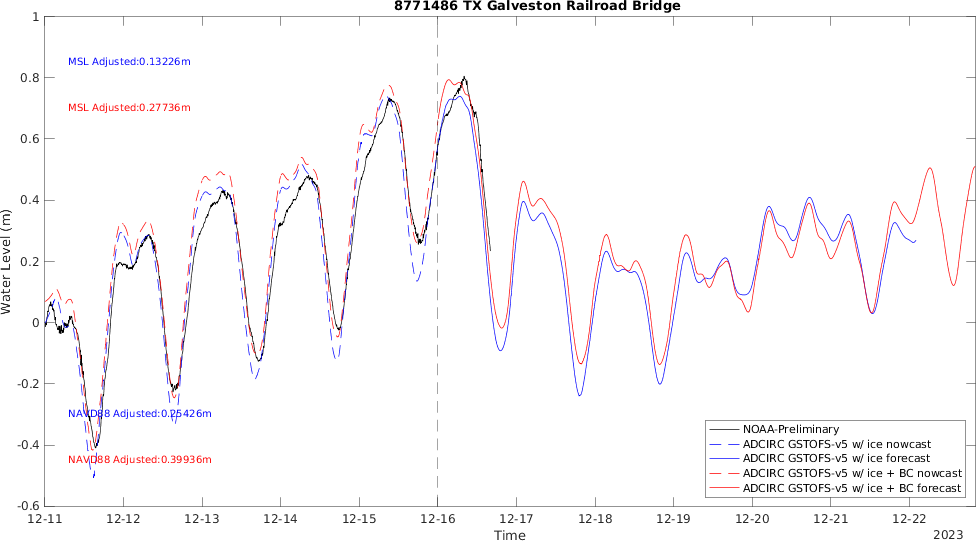 8771486 TX Galveston Railroad Bridge
1
0.8
0.6
0.4
0.2
0
-0.2
-0.4
-0.6
Water Level (m)
MSL Adjusted:0.13226m
MSL Adjusted:0.27736m
NAVD88 Adjusted:0.25426m
NAVD88 Adjusted:0.39936m
NOAA-Preliminary
ADCIRC GSTOFS-v5 w/ ice nowcast
ADCIRC GSTOFS-v5 w/ ice forecast
ADCIRC GSTOFS-v5 w/ ice + BC nowcast
ADCIRC GSTOFS-v5 w/ ice + BC forecast
12-11 12-12 12-13 12-14 12-15 12-16 12-17 12-18 12-19 12-20 12-21 12-22
Time
2023